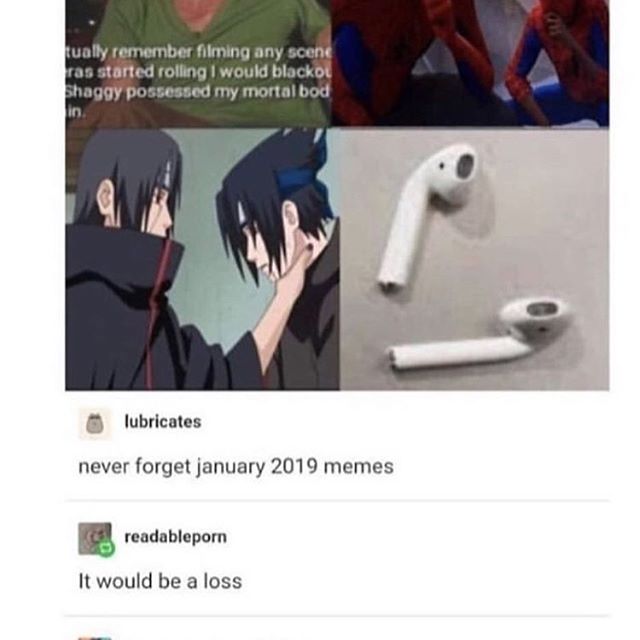 tually remember filming any scene
ras started rolling I would blackou
Shaggy possessed my mortal bod
in.
lubricates
never forget january 2019 memes
readableporn
It would be a loss